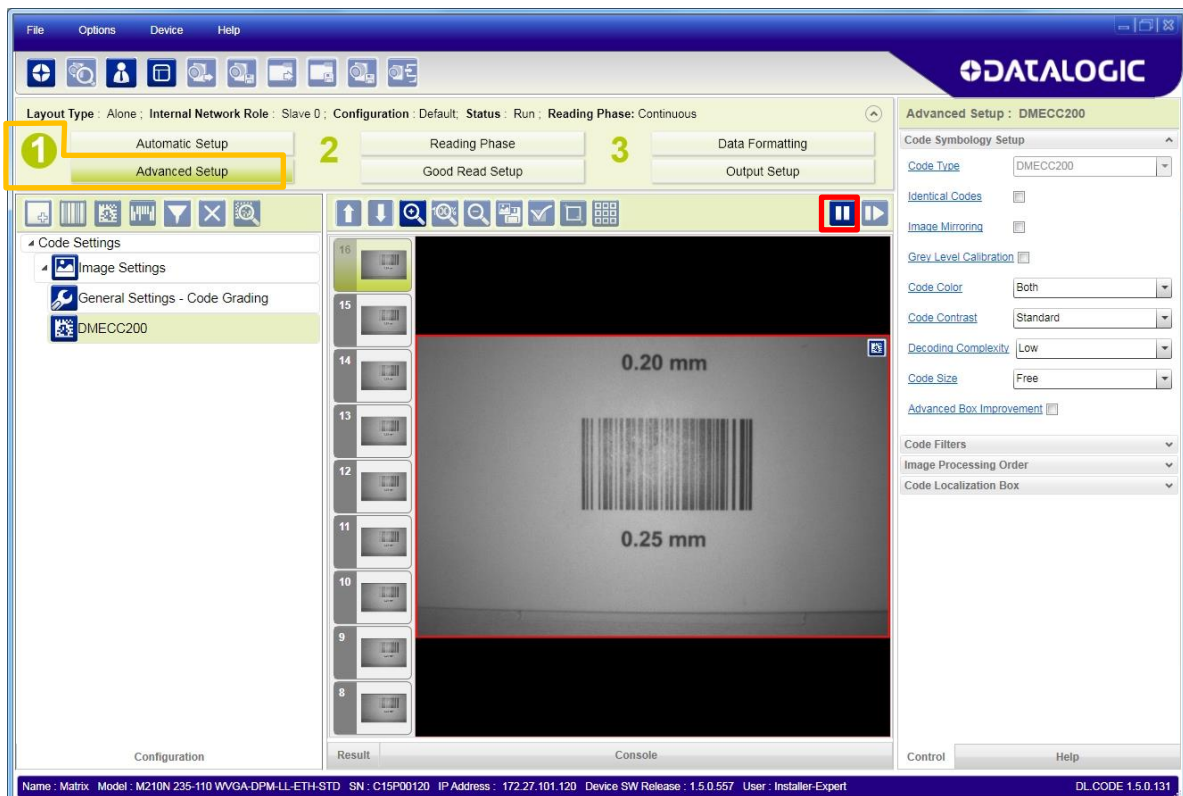 File Options Device Help
DATALOGIC
Layout Type : Alone ; Internal Network Role : Slave 0 ; Configuration : Default; Status : Run ; Reading Phase: Continuous
1 Automatic Setup 2 Reading Phase 3 Data Formatting
Advanced Setup Good Read Setup Output Setup
Code Settings
Image Settings
General Settings - Code Grading
DMECC200
100%
16
15
14
13
12
11
10
9
8
0.20 mm
0.25 mm
Advanced Setup : DMECC200
Code Symbology Setup
Code Type DMECC200
Identical Codes
Image Mirroring
Grey Level Calibration
Code Color Both
Code Contrast Standard
Decoding Complexity Low
Code Size Free
Advanced Box Improvement
Code Filters
Image Processing Order
Code Localization Box
Configuration Result Console Control Help
Name : Matrix Model : M210N 235-110 WVGA-DPM-LL-ETH-STD SN : C15P00120 IP Address : 172.27.101.120 Device SW Release : 1.5.0.557 User : Installer-Expert DL.CODE 1.5.0.131